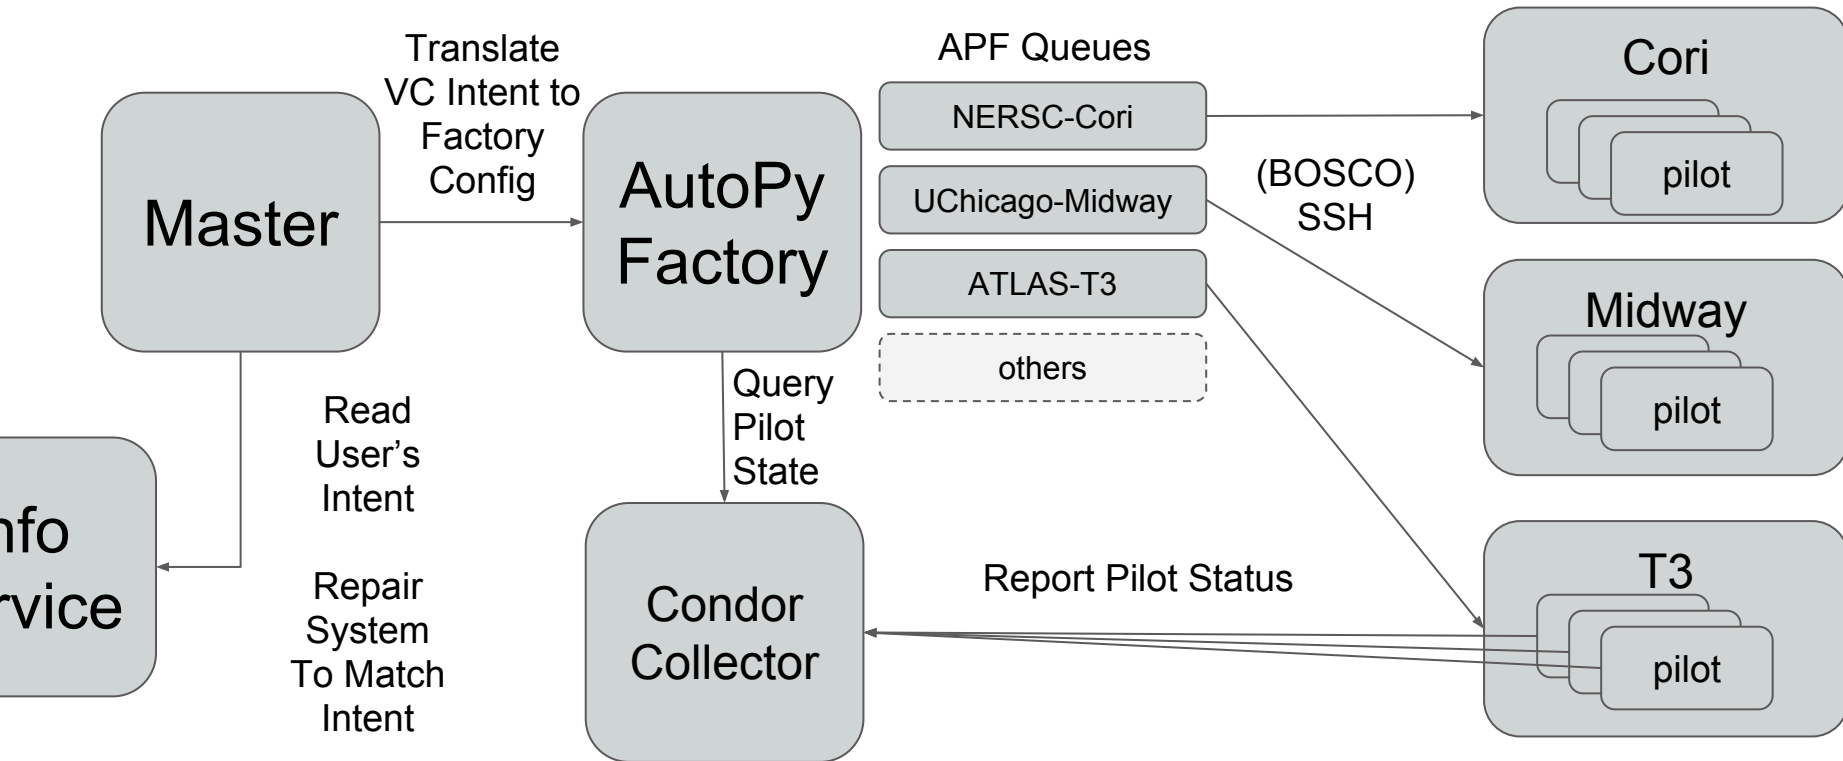 Translate
VC Intent to
Factory
Config
Master
AutoPy
Factory
APF Queues
NERSC-Cori
UChicago-Midway
ATLAS-T3
others
(BOSCO)
SSH
Cori
pilot
Midway
pilot
T3
pilot
Read
User’s
Intent
Repair
System
To Match
Intent
Query
Pilot
State
nfo
rvice
Condor
Collector
Report Pilot Status